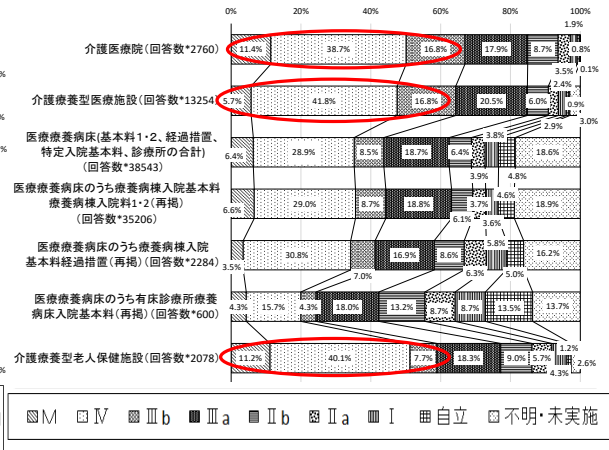 0% 20% 40% 60% 80% 100%
1.9%
介護医療院(回答数*2760)
11.4% 38.7% 16.8% 17.9% 8.7% 0.8%
3.5% 0.1%
2.4%
介護療養型医療施設(回答数*13254)
5.7% 41.8% 16.8% 20.5% 6.0% 0.9%
2.9% 3.0%
医療療養病床(基本料1・2、経過措置、
特定入院基本料、診療所の合計)
(回答数*38543)
6.4% 28.9% 8.5% 18.7% 6.4% 3.8% 18.6%
3.9% 4.8%
医療療養病床のうち療養病棟入院基本料
療養病棟入院料1・2(再掲)
(回答数*35206)
6.6% 29.0% 8.7% 18.8% 3.7% 4.6% 18.9%
6.1% 3.6%
医療療養病床のうち療養病棟入院
基本料経過措置(再掲)(回答数*2284)
3.5% 30.8% 7.0% 16.9% 8.6% 5.8% 16.2%
6.3% 5.0%
医療療養病床のうち有床診療所療養
病床入院基本料(再掲)(回答数*600)
4.3% 15.7% 4.3% 18.0% 13.2% 8.7% 8.7% 13.5% 13.7%
介護療養型老人保健施設(回答数*2078)
11.2% 40.1% 7.7% 18.3% 9.0% 5.7% 1.2%
4.3% 2.6%
M Ⅳ Ⅲb Ⅲa Ⅱb Ⅱa Ⅰ 自立 不明・未実施